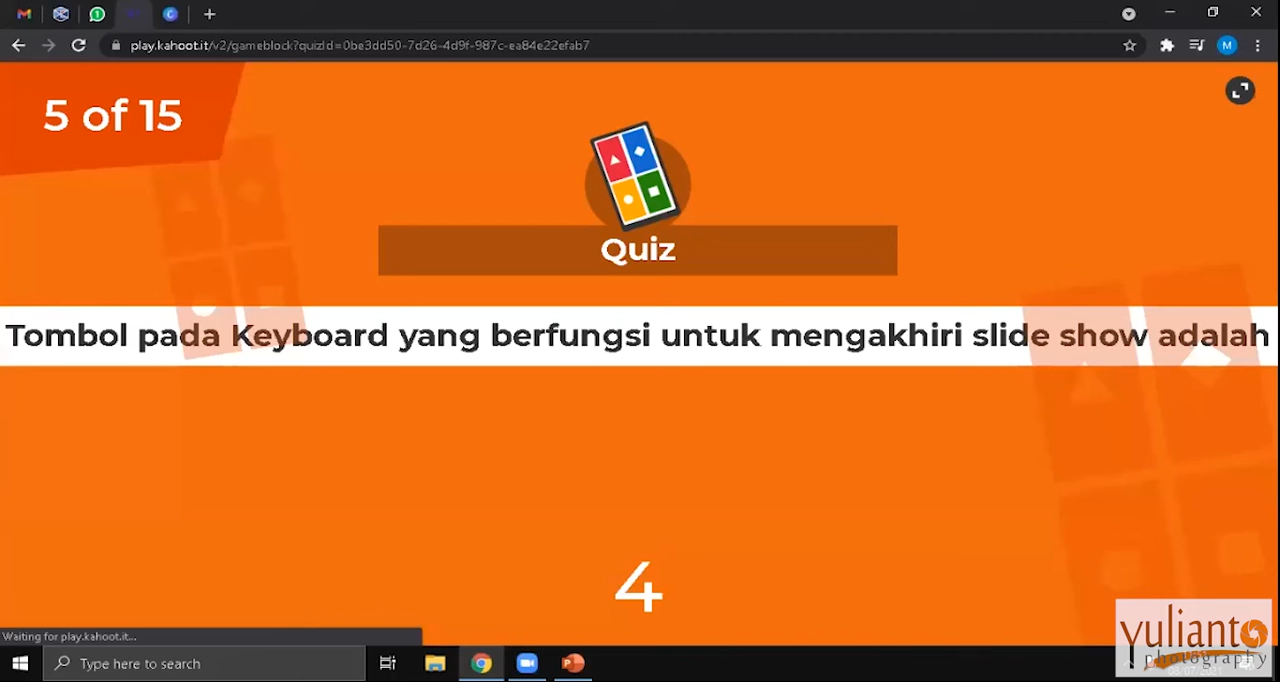 play.kahoot.it/v2/gameblock?quizId=0be3dd50-7d26-4d9f-987c-ea84e22efab7
M
5 of 15
Quiz
Tombol pada Keyboard yang berfungsi untuk mengakhiri slide show adalah
4
Waiting for play.kahoot.it...
Type here to search
yulianto
photography